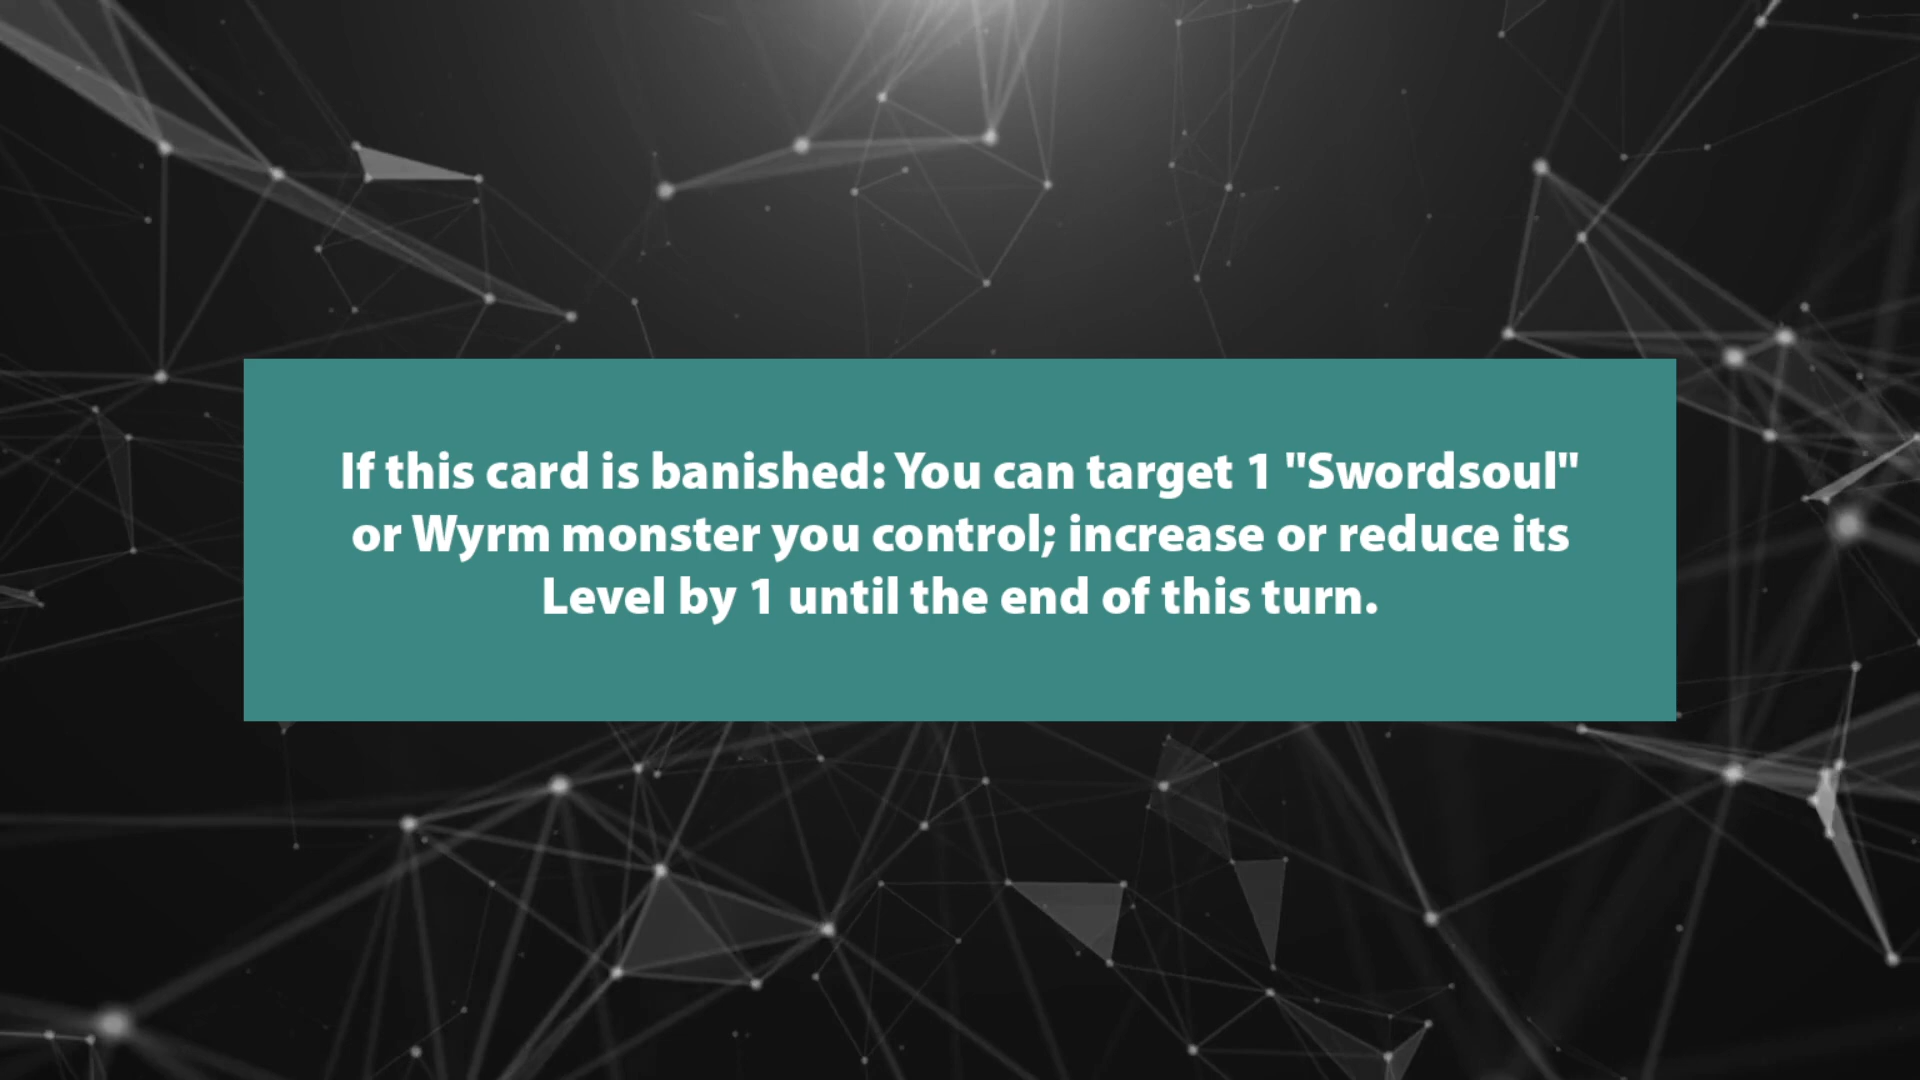 If this card is banished: You can target 1 "Swordsoul"
or Wyrm monster you control; increase or reduce its
Level by 1 until the end of this turn.